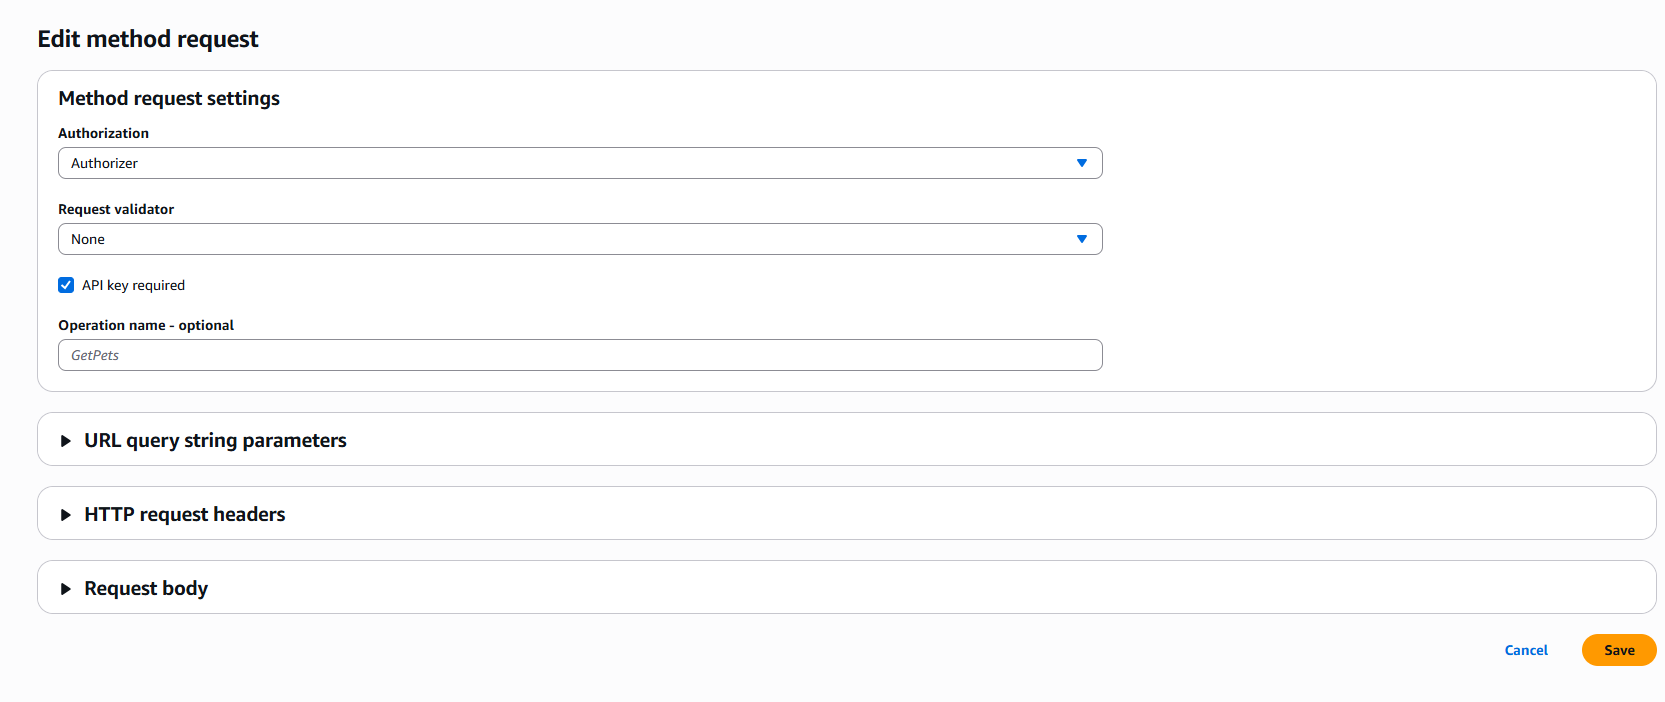 Edit method request
Method request settings
Authorization
Authorizer
Request validator
None
API key required
Operation name - optional
GetPets
URL query string parameters
HTTP request headers
Request body
Cancel
Save